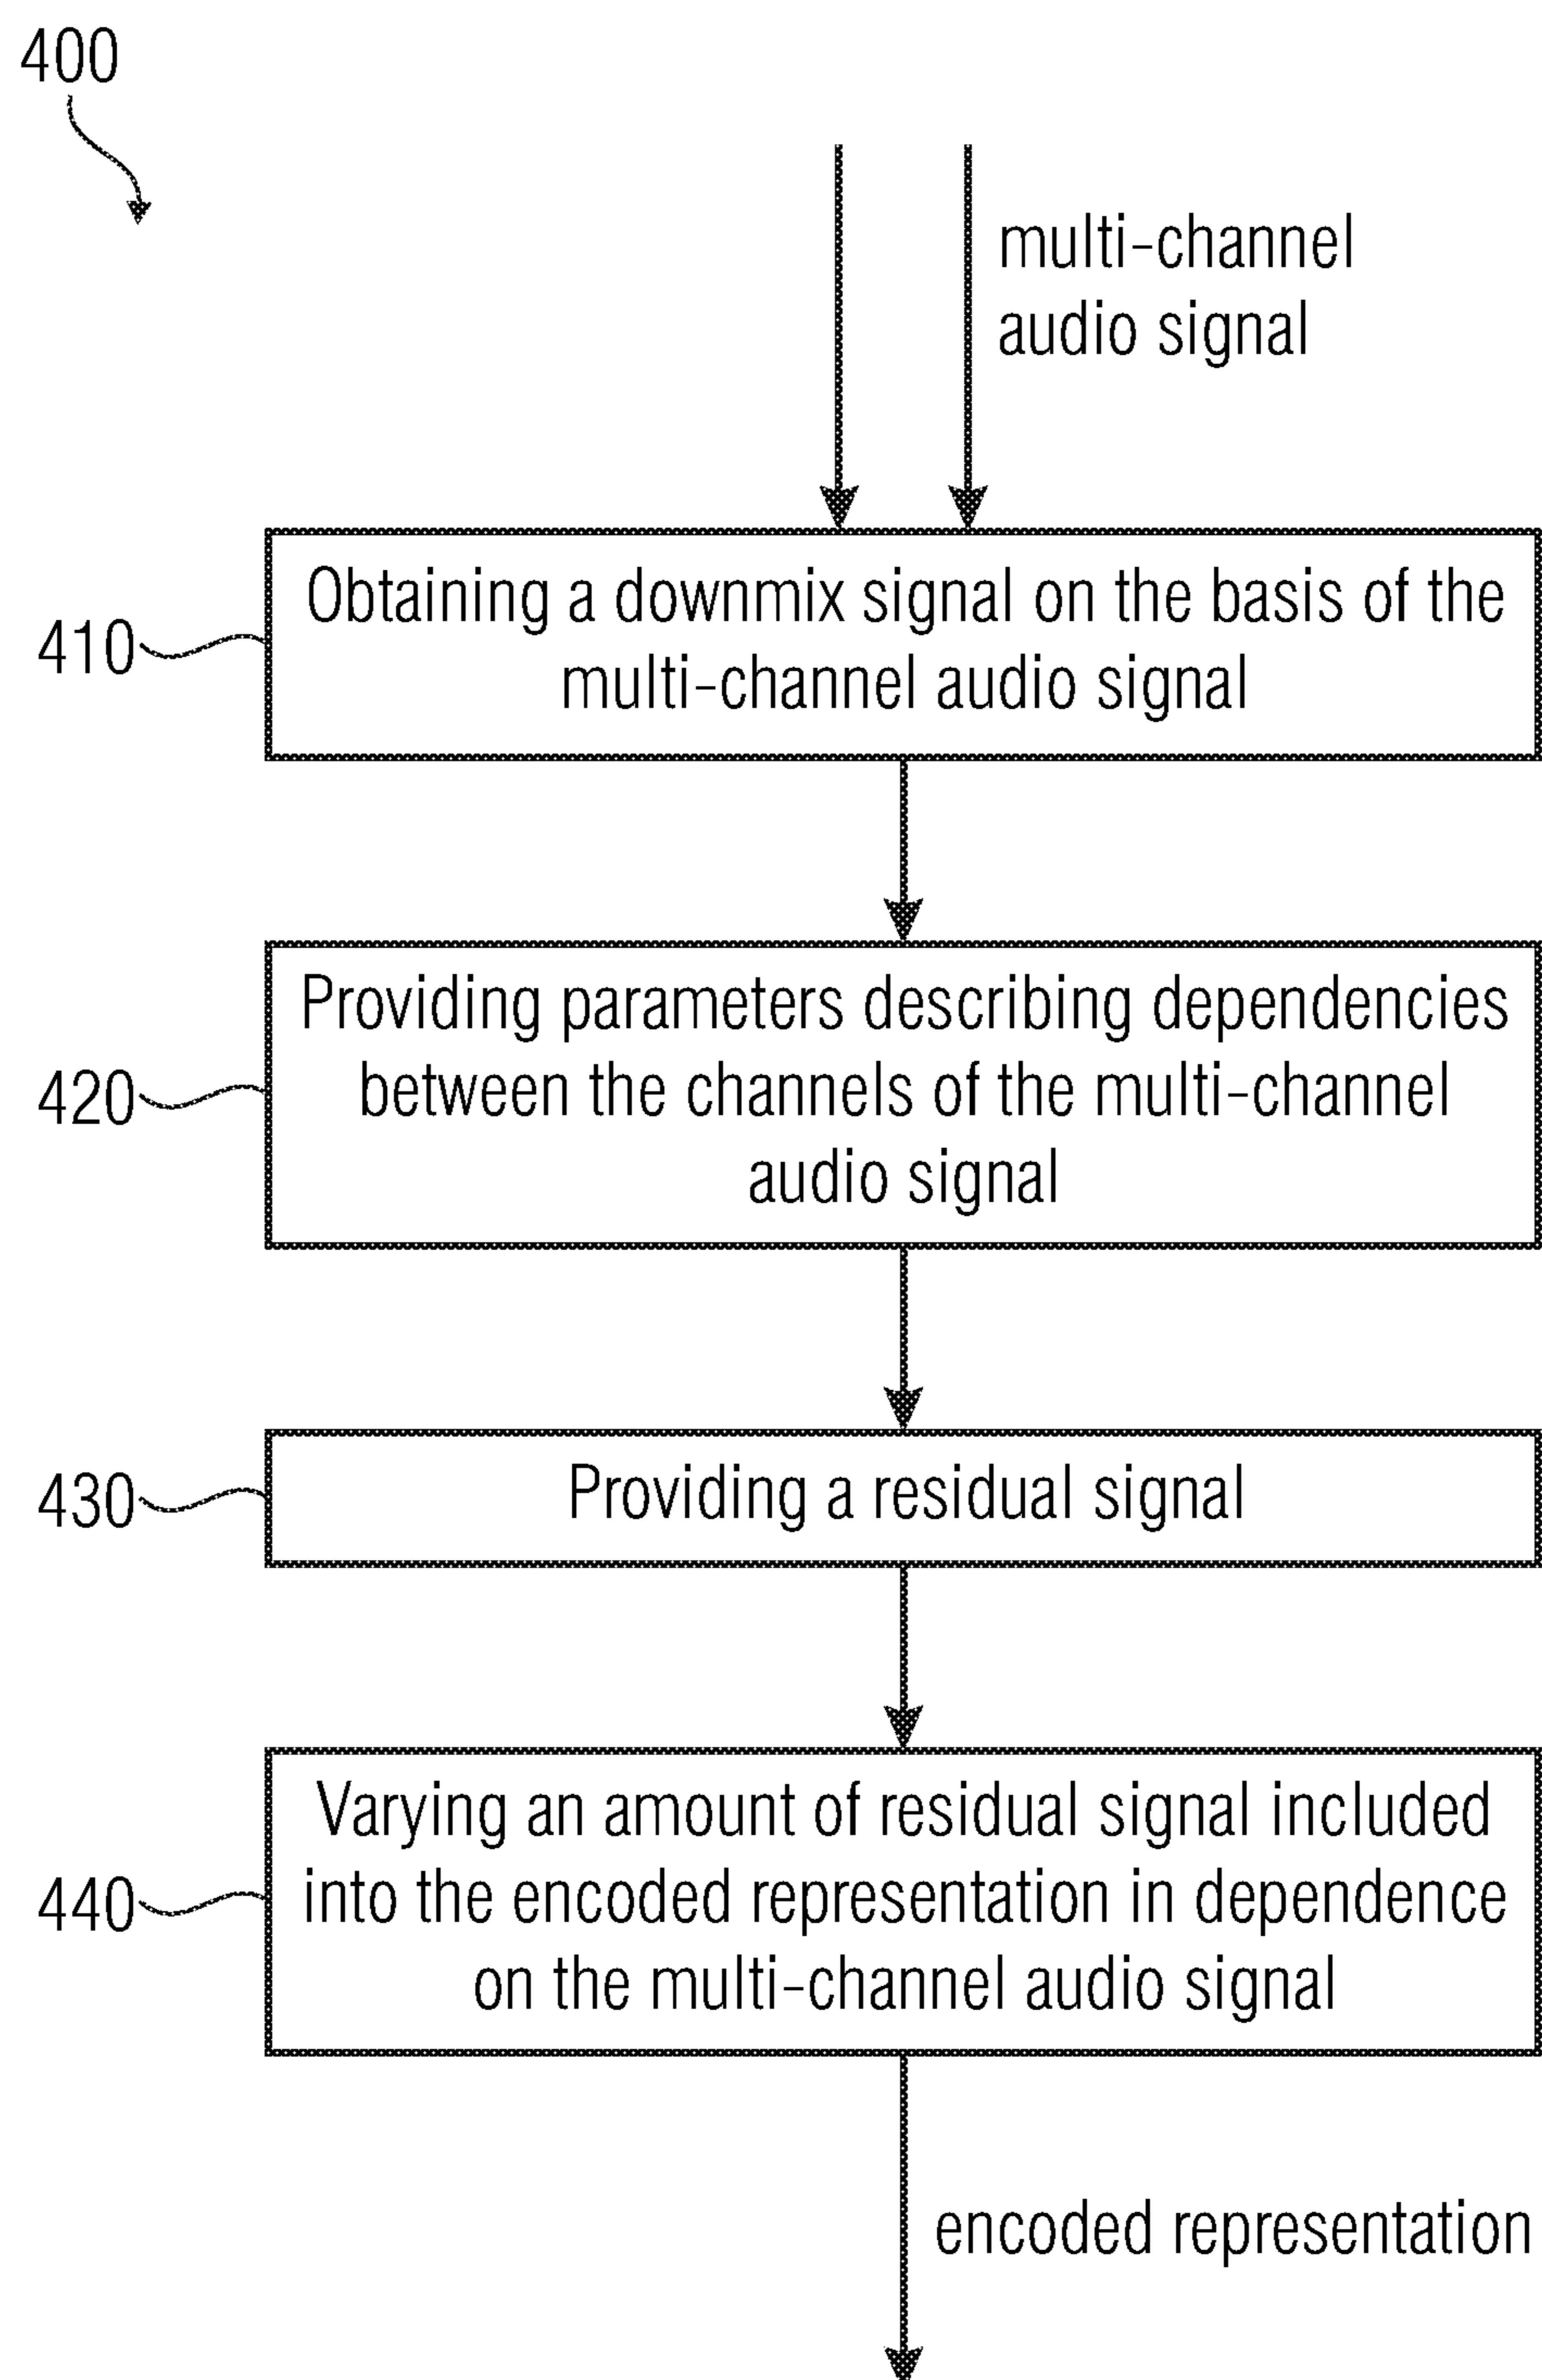 400
multi-channel
audio signal
410
Obtaining a downmix signal on the basis of the
multi-channel audio signal
420
Providing parameters describing dependencies
between the channels of the multi-channel
audio signal
430
Providing a residual signal
440
Varying an amount of residual signal included
into the encoded representation in dependence
on the multi-channel audio signal
encoded representation